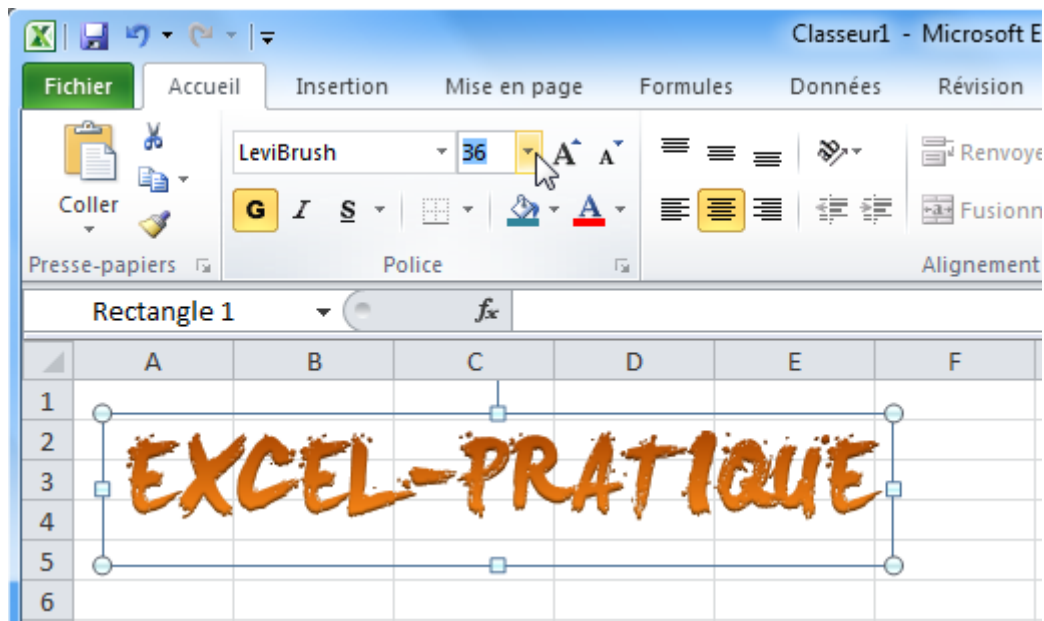 Classeur1 - Microsoft E
Fichier Accueil Insertion Mise en page Formules Données Révision
LeviBrush 36 A A Renvoye
Coller G I S A Fusionn
Presse-papiers Police Alignement
Rectangle 1 fx
A B C D E F
1
2
EXCEL-PRATIQUE
3
4
5
6